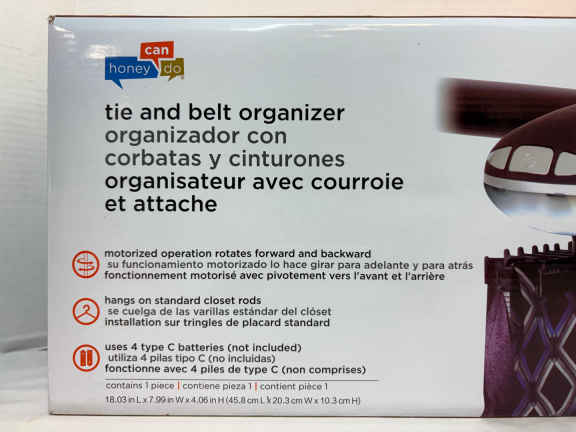 can
honey do
tie and belt organizer
organizador con
corbatas y cinturones
organisateur avec courroie
et attache
motorized operation rotates forward and backward
su funcionamiento motorizado lo hace girar para adelante y para atrás
fonctionnement motorisé avec pivotement vers l'avant et l'arrière
hangs on standard closet rods
se cuelga de las varillas estándar del clóset
installation sur tringles de placard standard
uses 4 type C batteries (not included)
utiliza 4 pilas tipo C (no incluidas)
fonctionne avec 4 piles de type C (non comprises)
contains 1 piece | contiene pieza 1 | contient pièce 1
18.03 in L x 7.99 in W x 4.06 in H (45.8 cm L x 20.3 cm W x 10.3 cm H)